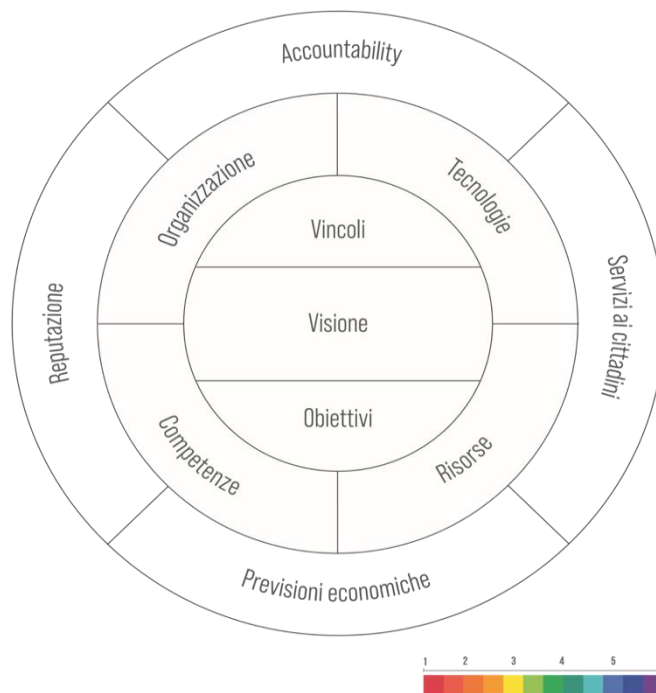 Accountability
Organizzazione
Tecnologie
Vincoli
Reputazione
Visione
Servizi ai cittadini
Obiettivi
Competenze
Risorse
Previsioni economiche
1 2 3 4 5